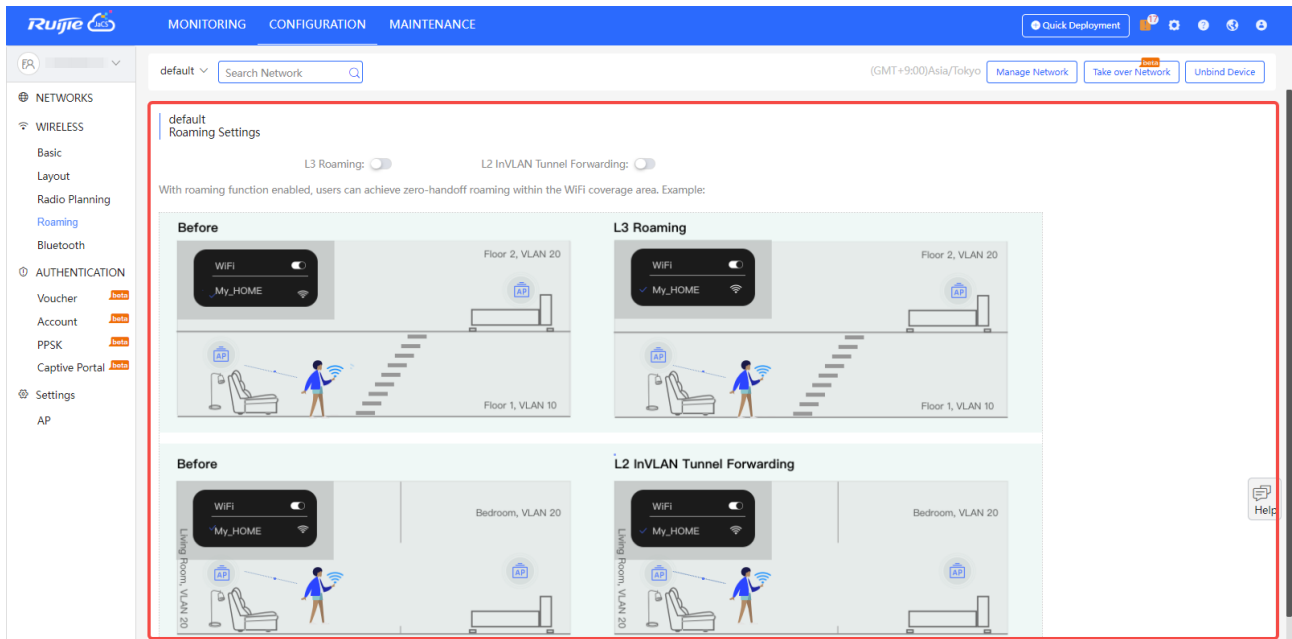 Ruijie JaCS MONITORING CONFIGURATION MAINTENANCE Quick Deployment 17
default Search Network (GMT+9:00)Asia/Tokyo Manage Network Take over Network beta Unbind Device
NETWORKS
WIRELESS
Basic
Layout
Radio Planning
Roaming
Bluetooth
AUTHENTICATION
Voucher beta
Account beta
PPSK beta
Captive Portal beta
Settings
AP
default
Roaming Settings
L3 Roaming: L2 InVLAN Tunnel Forwarding:
With roaming function enabled, users can achieve zero-handoff roaming within the WiFi coverage area. Example:
Before
WiFi
My_HOME
Floor 2, VLAN 20
AP
AP
Floor 1, VLAN 10
L3 Roaming
WiFi
My_HOME
Floor 2, VLAN 20
AP
AP
Floor 1, VLAN 10
Before
WiFi
My_HOME
Bedroom, VLAN 20
Living Room, VLAN 20
AP
AP
L2 InVLAN Tunnel Forwarding
WiFi
My_HOME
Bedroom, VLAN 20
Living Room, VLAN 20
AP
AP
Help